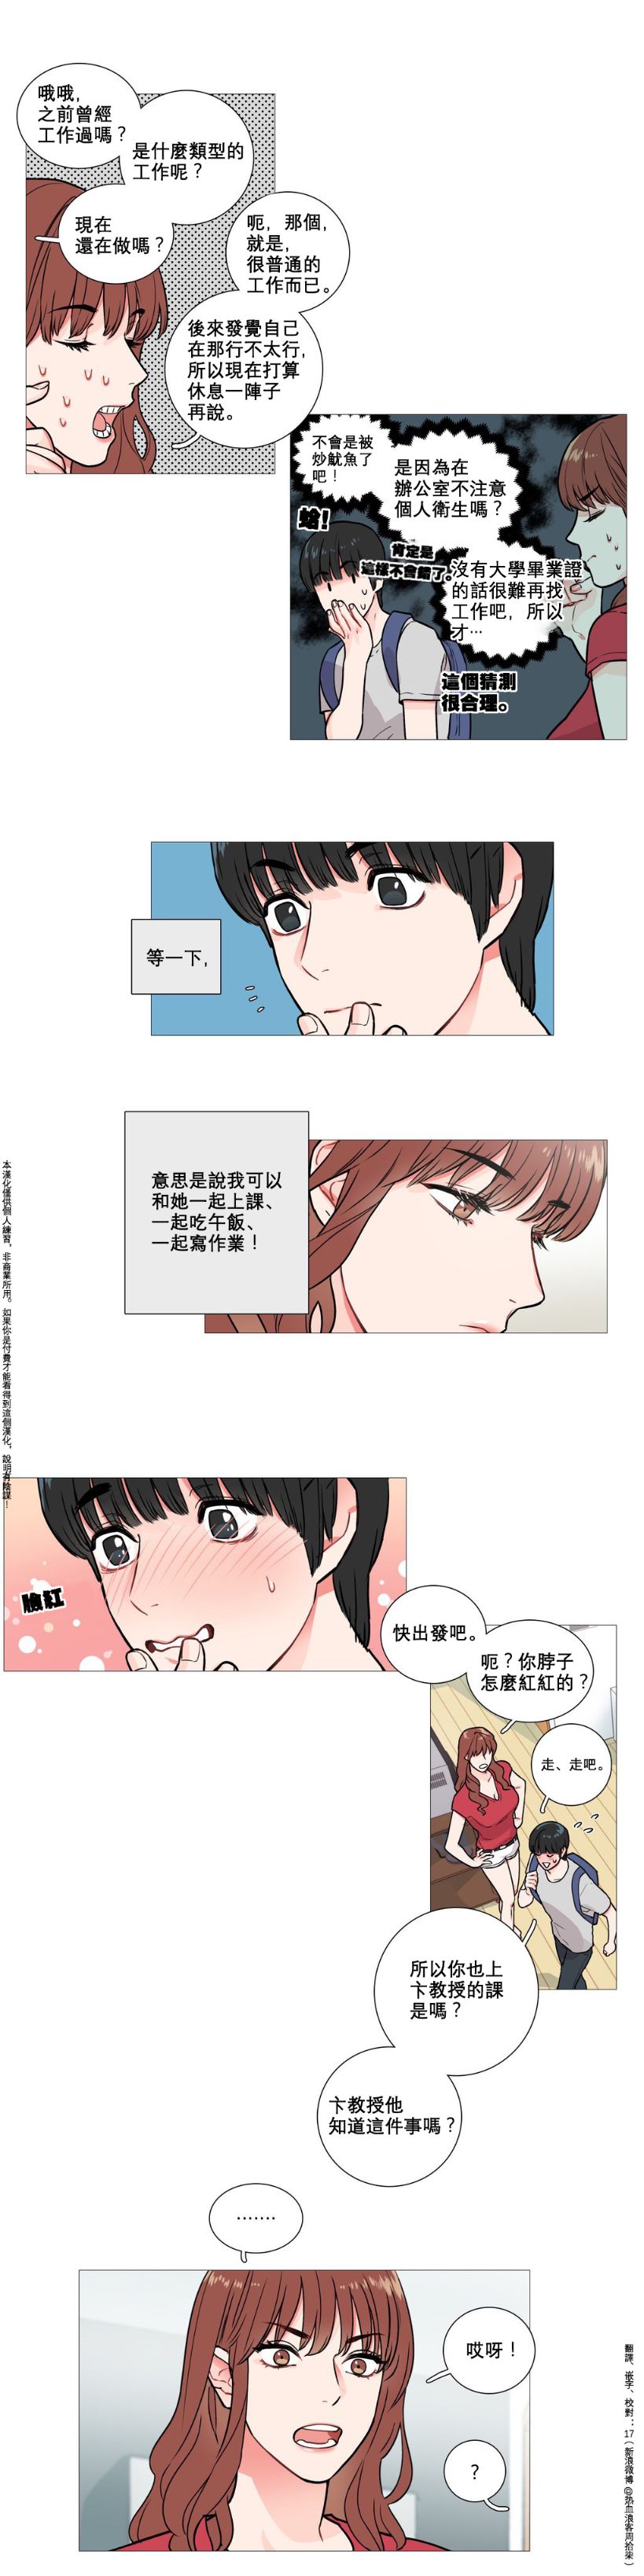 哦哦,
之前曾經
工作過嗎？
是什麼類型的
工作呢？
現在
還在做嗎？
呃，那個，
就是，
很普通的
工作而已。
後來發覺自己
在那行不太行,
所以現在打算
休息一陣子
再說。
不會是被
炒魷魚了
吧！
是因為在
辦公室不注意
個人衛生嗎？
蛤!
肯定是
這樣不會錯了。
沒有大學畢業證
的話很難再找
工作吧，所以
才…
這個猜測
很合理。
等一下,
意思是說我可以
和她一起上課、
一起吃午飯、
一起寫作業！
本漢化僅供個人練習，非商業所用。如果你是付費才能看得到這個漢化，說明有陰謀！
臉紅
快出發吧。
呃？你脖子
怎麼紅紅的？
走、走吧。
所以你也上
卞教授的課
是嗎？
卞教授他
知道這件事嗎？
·······
哎呀！
？
翻譯、嵌字、校對：17（新浪微博@热血浪客周拾柒）